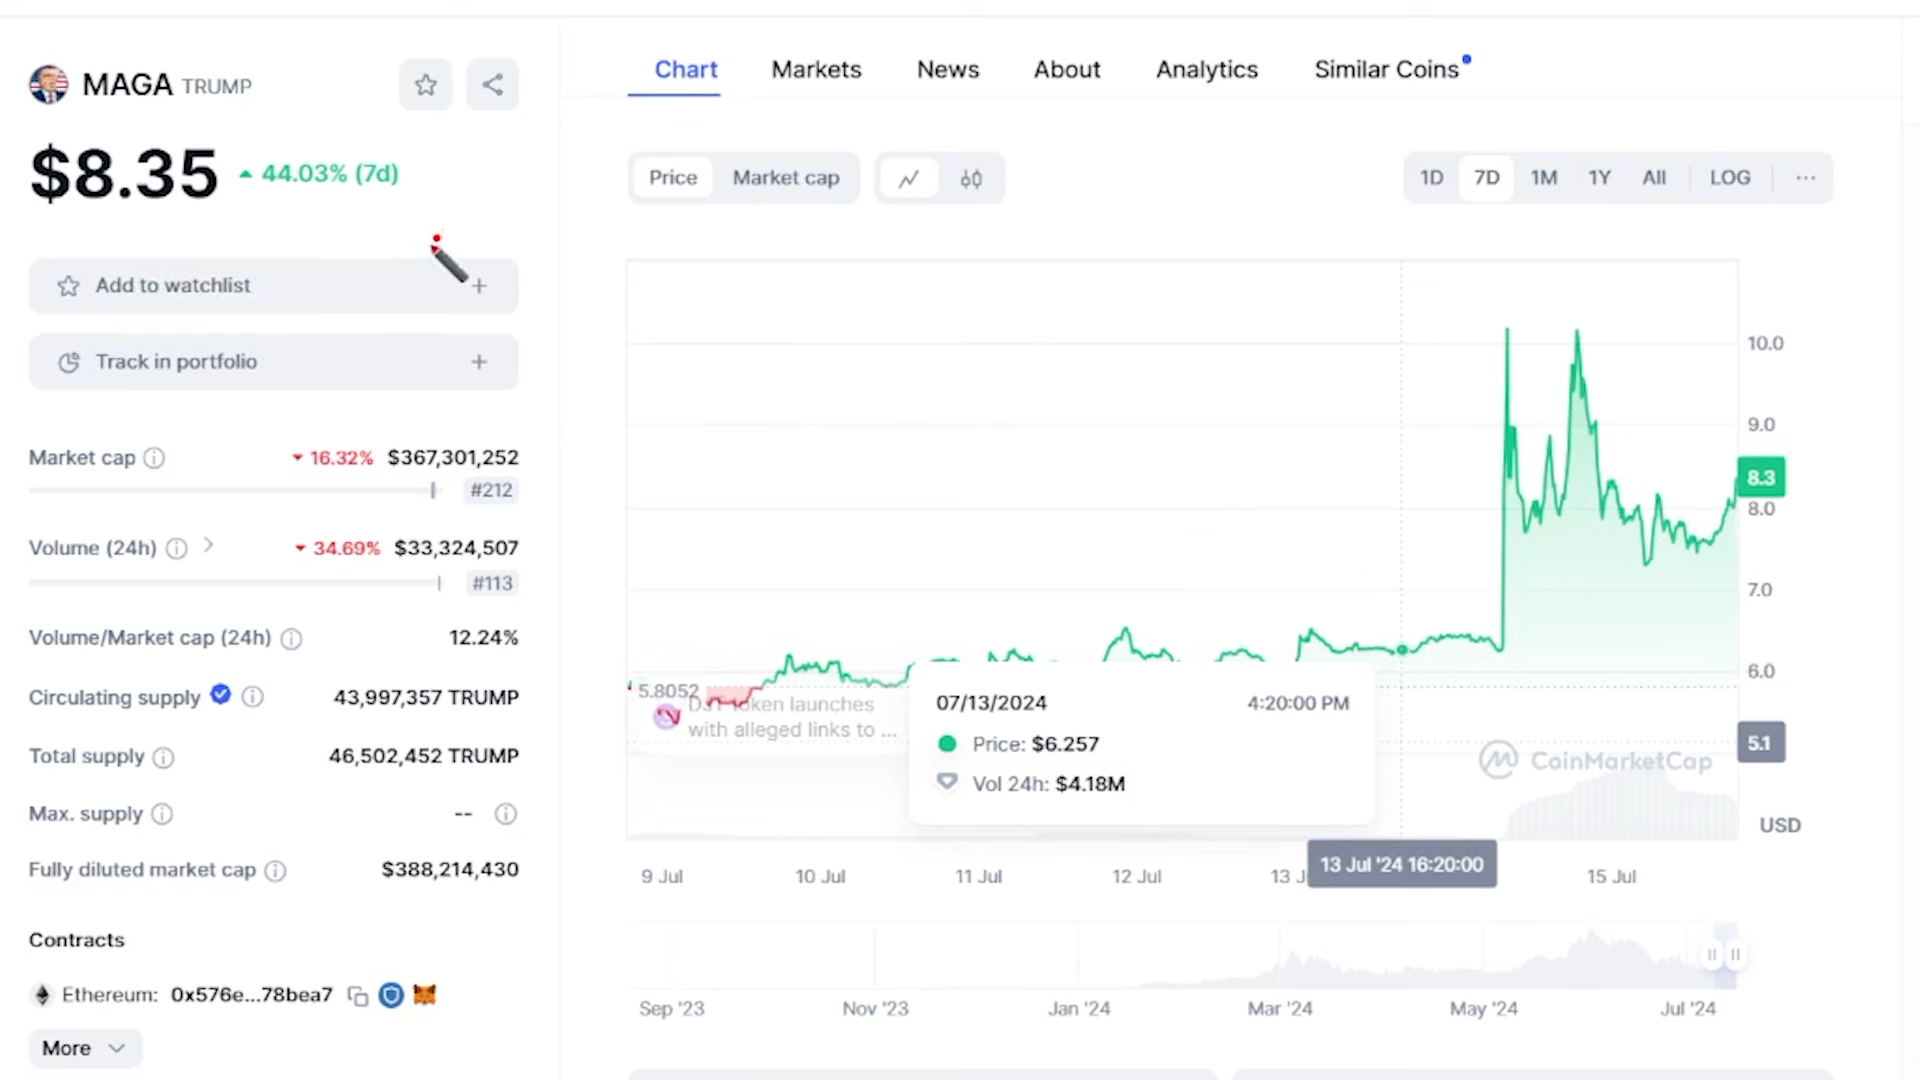 MAGA TRUMP
$8.35 44.03% (7d)
Add to watchlist
Track in portfolio
Market cap 16.32% $367,301,252
#212
Volume (24h) 34.69% $33,324,507
#113
Volume/Market cap (24h) 12.24%
Circulating supply 43,997,357 TRUMP
Total supply 46,502,452 TRUMP
Max. supply --
Fully diluted market cap $388,214,430
Contracts
Ethereum: 0x576e...78bea7
More
Chart Markets News About Analytics Similar Coins
Price Market cap 1D 7D 1M 1Y All LOG ...
10.0
9.0
8.3
8.0
7.0
6.0
5.8052
DJT token launches
with alleged links to ...
07/13/2024 4:20:00 PM
Price: $6.257
Vol 24h: $4.18M
5.1
CoinMarketCap
USD
9 Jul 10 Jul 11 Jul 12 Jul 13 J 13 Jul '24 16:20:00 15 Jul
Sep '23 Nov '23 Jan '24 Mar '24 May '24 Jul '24